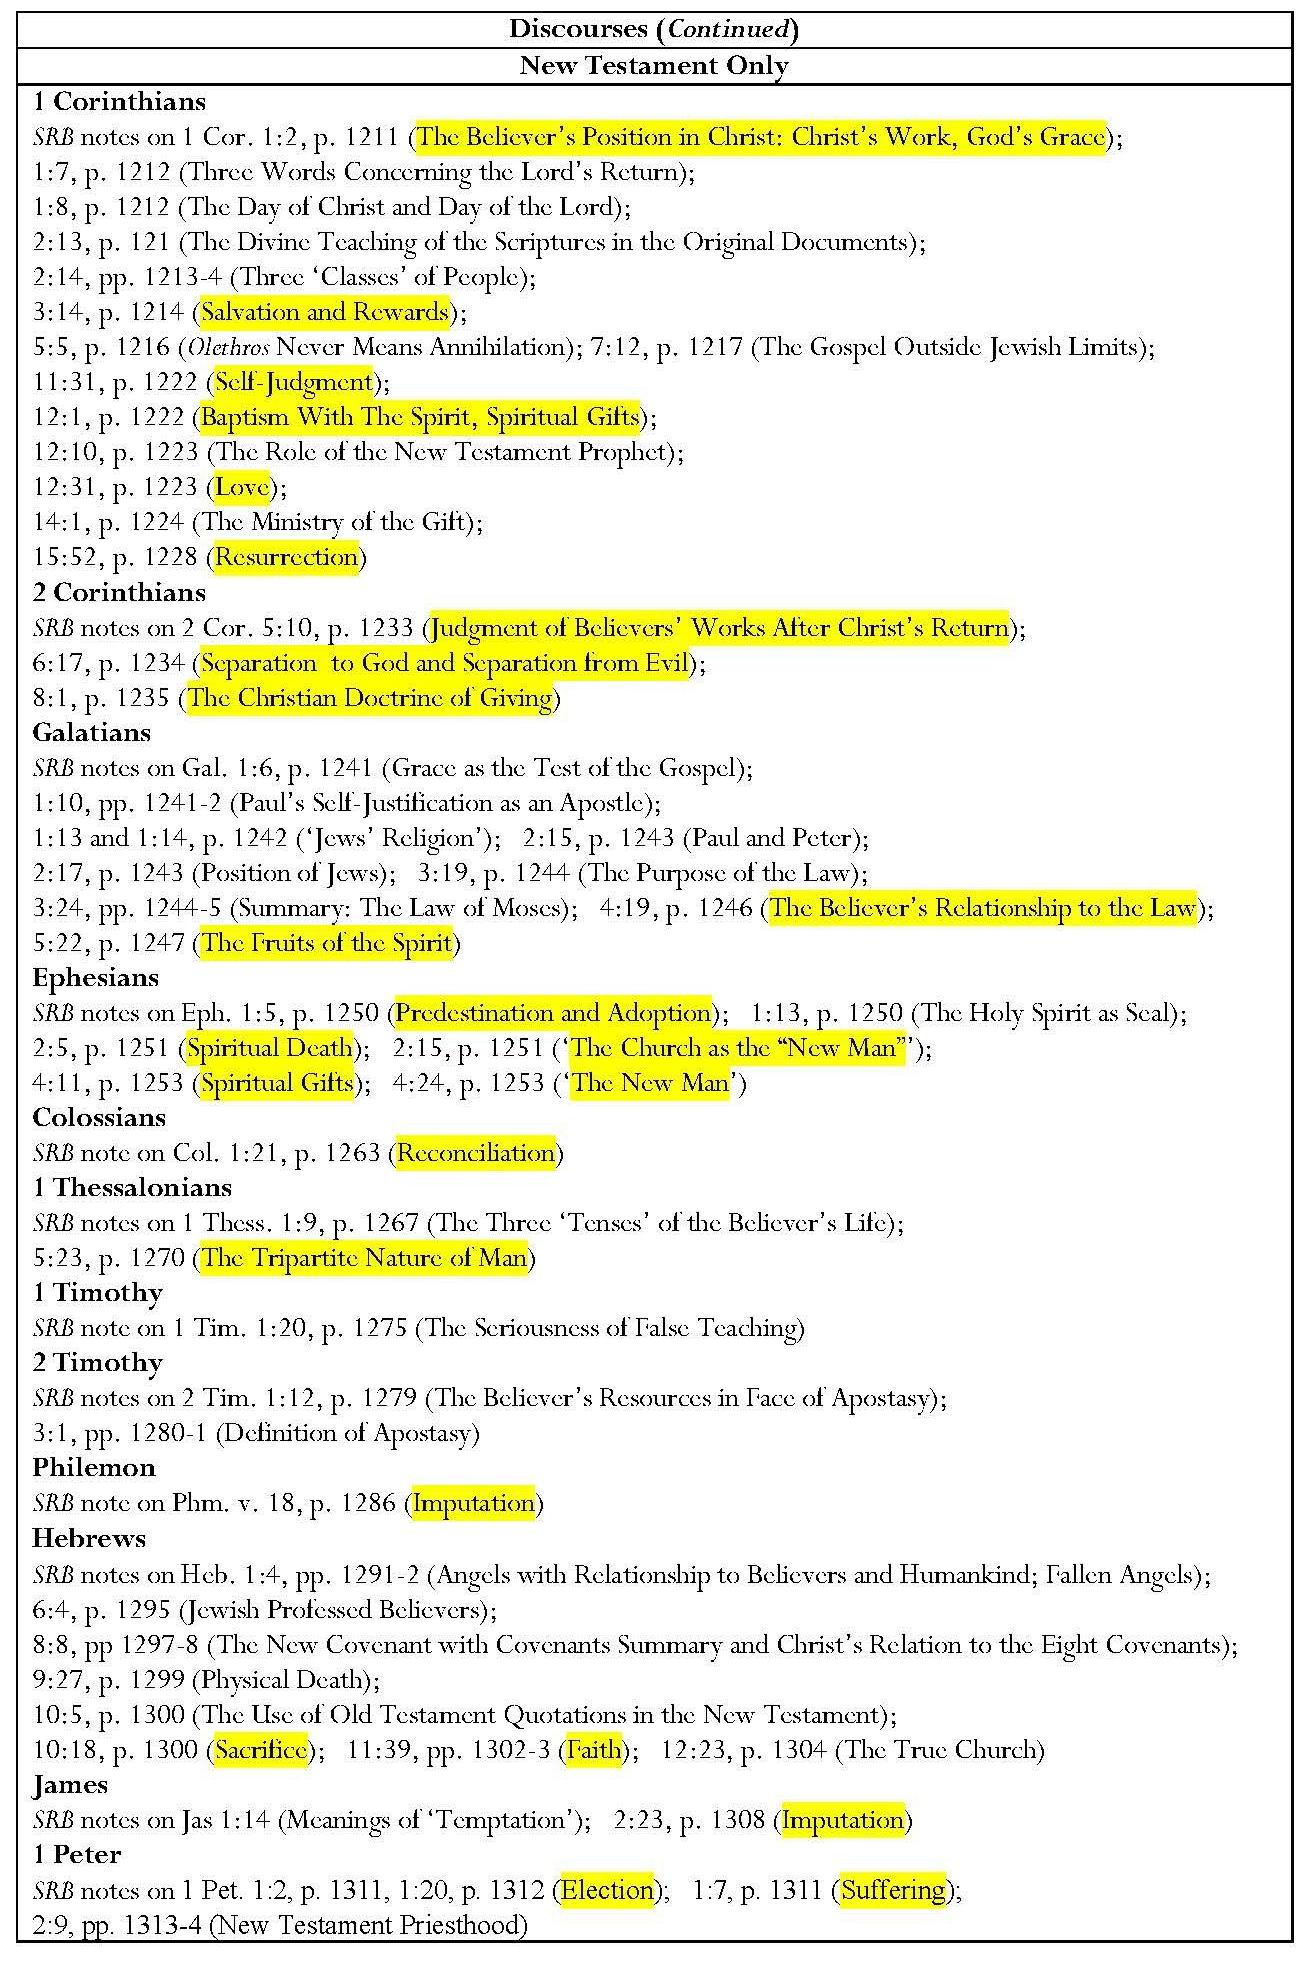 Discourses (Continued)
New Testament Only
1 Corinthians
SRB notes on 1 Cor. 1:2, p. 1211 (The Believer’s Position in Christ: Christ’s Work, God’s Grace);
1:7, p. 1212 (Three Words Concerning the Lord’s Return);
1:8, p. 1212 (The Day of Christ and Day of the Lord);
2:13, p. 121 (The Divine Teaching of the Scriptures in the Original Documents);
2:14, pp. 1213-4 (Three ‘Classes’ of People);
3:14, p. 1214 (Salvation and Rewards);
5:5, p. 1216 (Olethros Never Means Annihilation); 7:12, p. 1217 (The Gospel Outside Jewish Limits);
11:31, p. 1222 (Self-Judgment);
12:1, p. 1222 (Baptism With The Spirit, Spiritual Gifts);
12:10, p. 1223 (The Role of the New Testament Prophet);
12:31, p. 1223 (Love);
14:1, p. 1224 (The Ministry of the Gift);
15:52, p. 1228 (Resurrection)
2 Corinthians
SRB notes on 2 Cor. 5:10, p. 1233 (Judgment of Believers’ Works After Christ’s Return);
6:17, p. 1234 (Separation to God and Separation from Evil);
8:1, p. 1235 (The Christian Doctrine of Giving)
Galatians
SRB notes on Gal. 1:6, p. 1241 (Grace as the Test of the Gospel);
1:10, pp. 1241-2 (Paul’s Self-Justification as an Apostle);
1:13 and 1:14, p. 1242 (‘Jews’ Religion’); 2:15, p. 1243 (Paul and Peter);
2:17, p. 1243 (Position of Jews); 3:19, p. 1244 (The Purpose of the Law);
3:24, pp. 1244-5 (Summary: The Law of Moses); 4:19, p. 1246 (The Believer’s Relationship to the Law);
5:22, p. 1247 (The Fruits of the Spirit)
Ephesians
SRB notes on Eph. 1:5, p. 1250 (Predestination and Adoption); 1:13, p. 1250 (The Holy Spirit as Seal);
2:5, p. 1251 (Spiritual Death); 2:15, p. 1251 (‘The Church as the “New Man”’);
4:11, p. 1253 (Spiritual Gifts); 4:24, p. 1253 (‘The New Man’)
Colossians
SRB note on Col. 1:21, p. 1263 (Reconciliation)
1 Thessalonians
SRB notes on 1 Thess. 1:9, p. 1267 (The Three ‘Tenses’ of the Believer’s Life);
5:23, p. 1270 (The Tripartite Nature of Man)
1 Timothy
SRB note on 1 Tim. 1:20, p. 1275 (The Seriousness of False Teaching)
2 Timothy
SRB notes on 2 Tim. 1:12, p. 1279 (The Believer’s Resources in Face of Apostasy);
3:1, pp. 1280-1 (Definition of Apostasy)
Philemon
SRB note on Phm. v. 18, p. 1286 (Imputation)
Hebrews
SRB notes on Heb. 1:4, pp. 1291-2 (Angels with Relationship to Believers and Humankind; Fallen Angels);
6:4, p. 1295 (Jewish Professed Believers);
8:8, pp 1297-8 (The New Covenant with Covenants Summary and Christ’s Relation to the Eight Covenants);
9:27, p. 1299 (Physical Death);
10:5, p. 1300 (The Use of Old Testament Quotations in the New Testament);
10:18, p. 1300 (Sacrifice); 11:39, pp. 1302-3 (Faith); 12:23, p. 1304 (The True Church)
James
SRB notes on Jas 1:14 (Meanings of ‘Temptation’); 2:23, p. 1308 (Imputation)
1 Peter
SRB notes on 1 Pet. 1:2, p. 1311, 1:20, p. 1312 (Election); 1:7, p. 1311 (Suffering);
2:9, pp. 1313-4 (New Testament Priesthood)